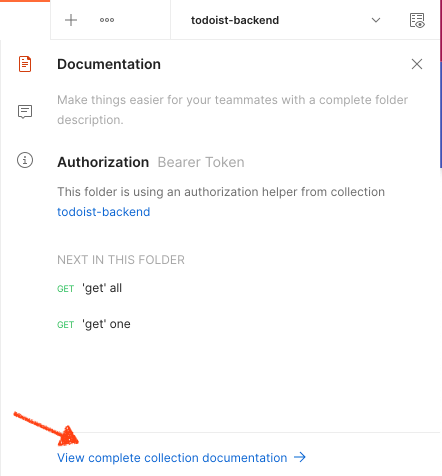 todoist-backend
Documentation
Make things easier for your teammates with a complete folder
description.
Authorization Bearer Token
This folder is using an authorization helper from collection
todoist-backend
NEXT IN THIS FOLDER
GET 'get' all
GET 'get' one
View complete collection documentation →